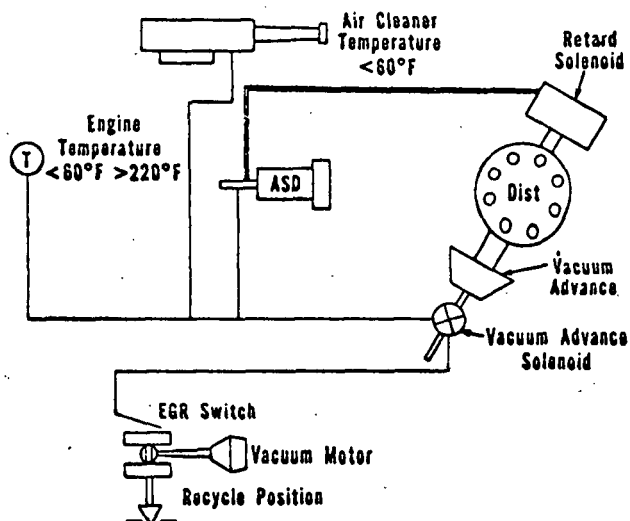 Air Cleaner
Temperature
<60°F
Retard
Solenoid
Engine
Temperature
<60°F >220°F
T
ASD
Dist
Vacuum
Advance
Vacuum Advance
Solenoid
EGR Switch
Vacuum Motor
Recycle Position